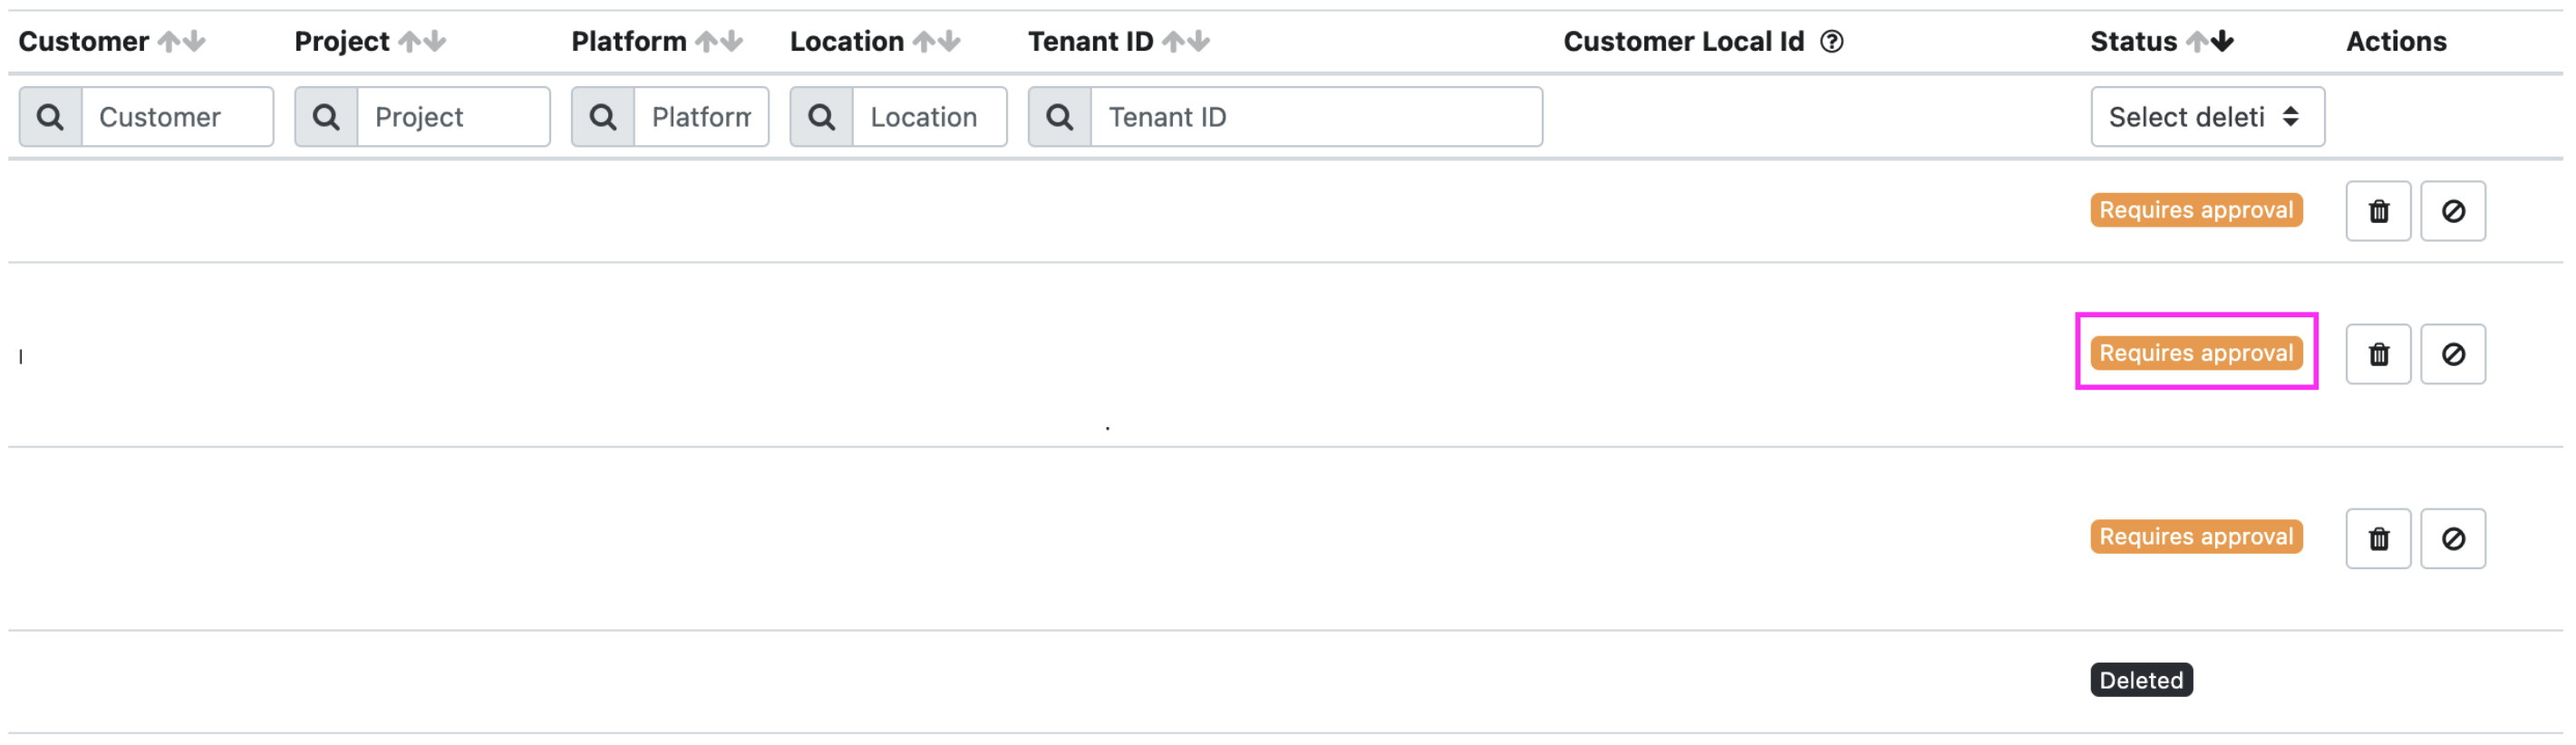 Customer Project Platform Location Tenant ID Customer Local Id Status Actions
Customer Project Platform Location Tenant ID Select deleti
Requires approval
Requires approval
Requires approval
Deleted